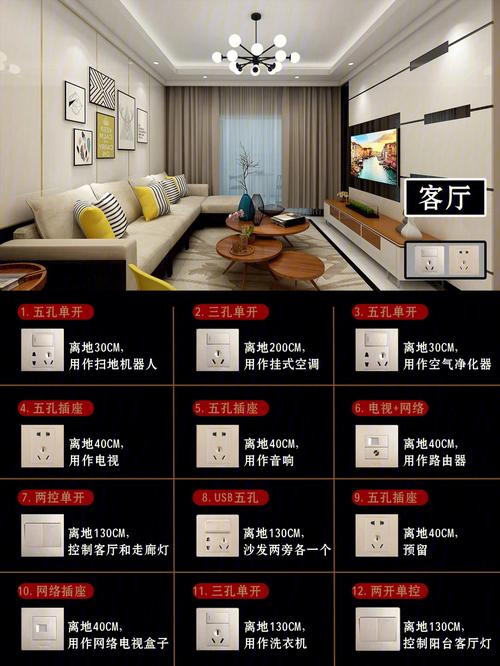 KEEP
CALM
AND
CARRY
ON
客厅
1. 五孔单开
离地30CM,
用作扫地机器人
2. 三孔单开
离地200CM,
用作挂式空调
3. 五孔单开
离地30CM,
用作空气净化器
4. 五孔插座
离地40CM,
用作电视
5. 五孔插座
离地40CM,
用作音响
6. 电视+网络
离地40CM,
用作路由器
7. 两控单开
离地130CM,
控制客厅和走廊灯
8. USB五孔
离地130CM,
沙发两旁各一个
9. 五孔插座
离地40CM,
预留
10. 网络插座
离地40CM,
用作网络电视盒子
11. 三孔单开
离地130CM,
用作洗衣机
12. 两开单控
离地130CM,
控制阳台客厅灯